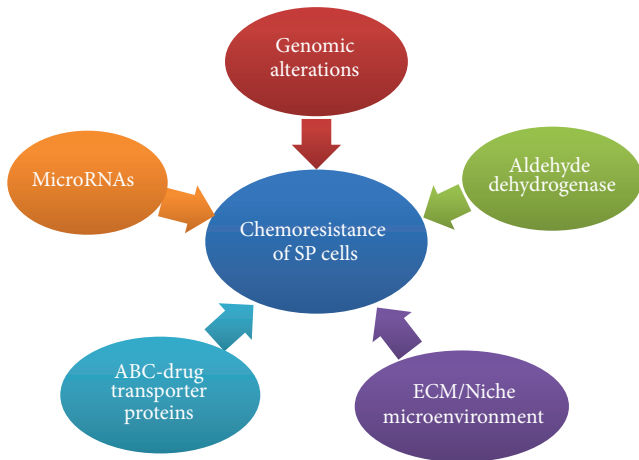 Genomic
alterations
MicroRNAs
Aldehyde
dehydrogenase
Chemoresistance
of SP cells
ABC-drug
transporter
proteins
ECM/Niche
microenvironment